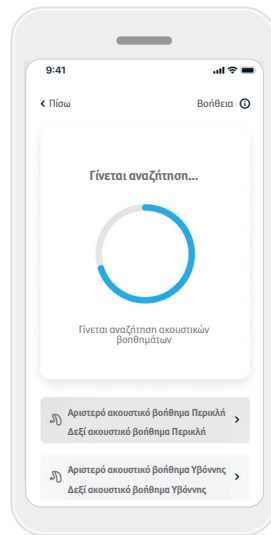 9:41
Πίσω Βοήθεια
Γίνεται αναζήτηση...
Γίνεται αναζήτηση ακουστικών
βοηθημάτων
Αριστερό ακουστικό βοήθημα Περικλή
Δεξί ακουστικό βοήθημα Περικλή
Αριστερό ακουστικό βοήθημα Υβόννης
Δεξί ακουστικό βοήθημα Υβόννης